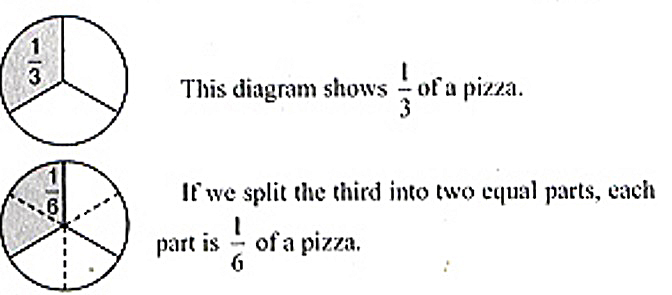 1/3
This diagram shows 1/3 of a pizza.
1/6
If we split the third into two equal parts, each
part is 1/6 of a pizza.